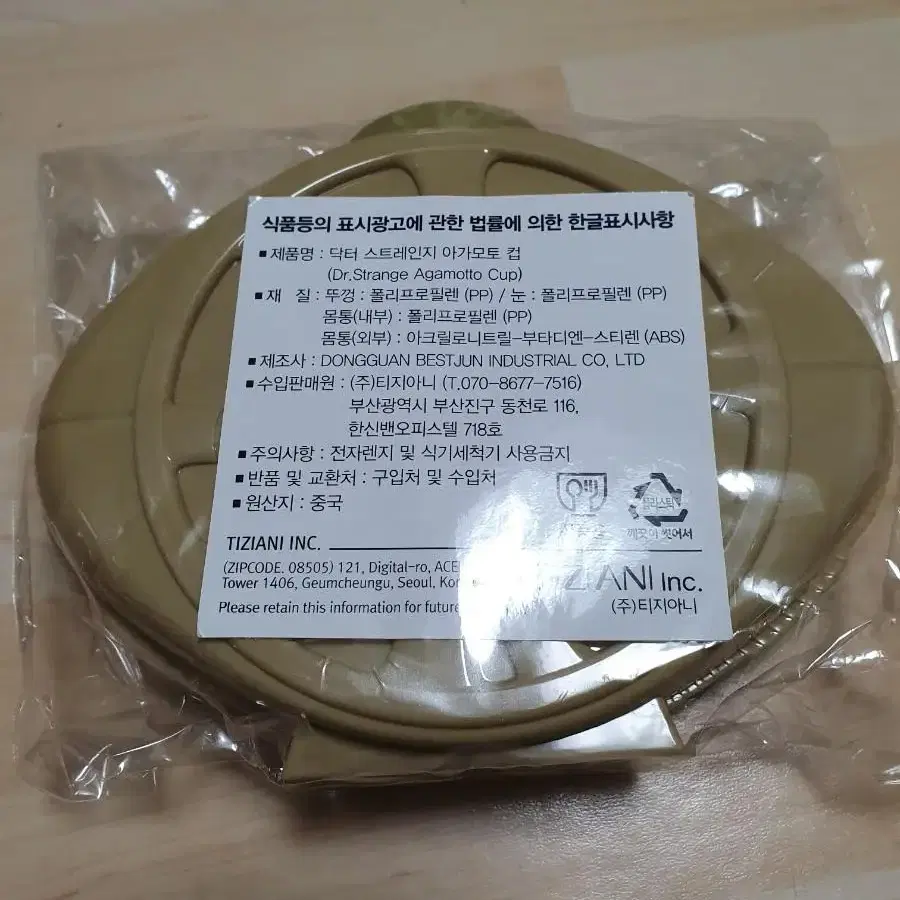 식품등의 표시광고에 관한 법률에 의한 한글표시사항
▪ 제품명 : 닥터 스트레인지 아가모토 컵
(Dr.Strange Agamotto Cup)
▪ 재 질 : 뚜껑 : 폴리프로필렌 (PP) / 눈 : 폴리프로필렌 (PP)
몸통(내부) : 폴리프로필렌 (PP)
몸통(외부) : 아크릴로니트릴-부타디엔-스티렌 (ABS)
▪ 제조사 : DONGGUAN BESTJUN INDUSTRIAL CO, LTD
▪ 수입판매원 : (주)티지아니 (T.070-8677-7516)
부산광역시 부산진구 동천로 116,
한신밴오피스텔 718호
▪ 주의사항 : 전자렌지 및 식기세척기 사용금지
▪ 반품 및 교환처 : 구입처 및 수입처
▪ 원산지 : 중국
플라스틱
깨끗이 씻어서
TIZIANI INC.
(ZIPCODE. 08505) 121, Digital-ro, ACE
Tower 1406, Geumcheungu, Seoul, Kor
Please retain this information for future
ZIANI Inc.
(주)티지아니